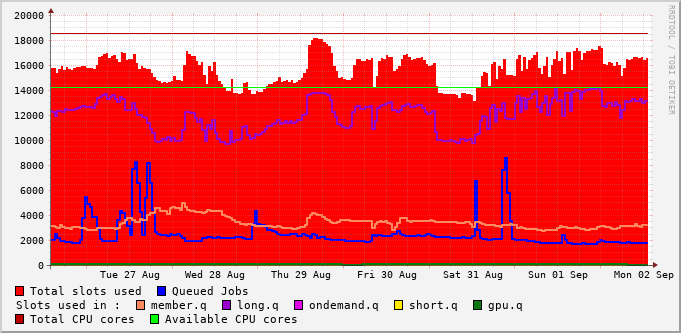 20000
18000
16000
14000
12000
10000
8000
6000
4000
2000
0
Tue 27 Aug Wed 28 Aug Thu 29 Aug Fri 30 Aug Sat 31 Aug Sun 01 Sep Mon 02 Sep
RRDTOOL / TOBI OETIKER
Total slots used Queued Jobs
Slots used in : member.q long.q ondemand.q short.q gpu.q
Total CPU cores Available CPU cores